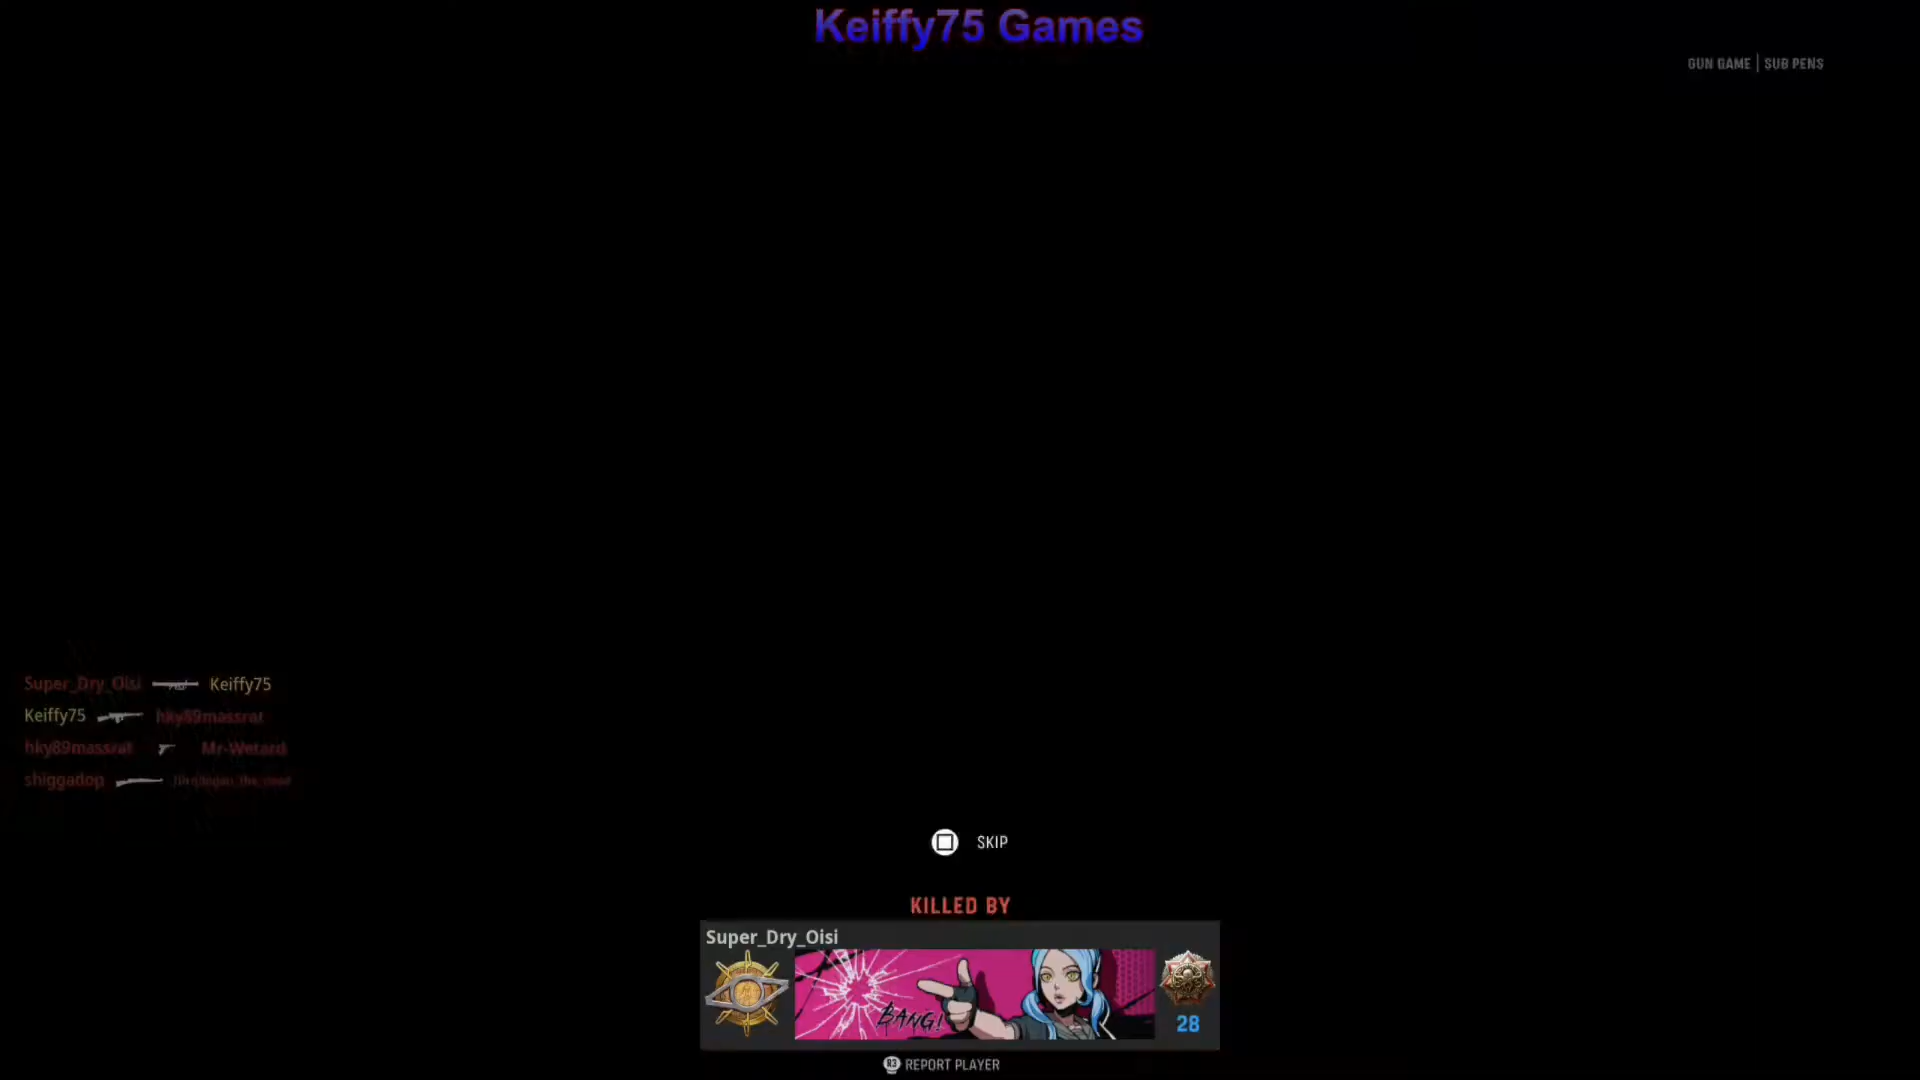 Keiffy75 Games
GUN GAME | SUB PENS
Super_Dry_Oisi Keiffy75
Keiffy75 hky89massrat
hky89massrat Mr-Wetard
shiggadop
SKIP
KILLED BY
Super_Dry_Oisi
BANG!
28
R3 REPORT PLAYER